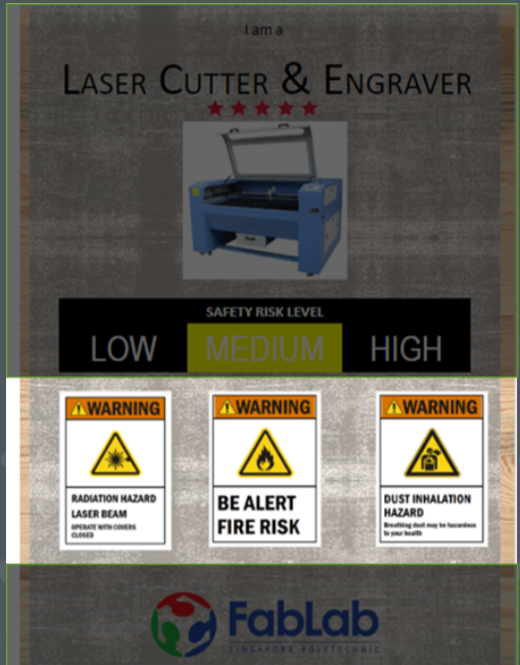 I am a
LASER CUTTER & ENGRAVER
SAFETY RISK LEVEL
LOW MEDIUM HIGH
WARNING
RADIATION HAZARD
LASER BEAM
OPERATE WITH COVERS
CLOSED
WARNING
BE ALERT
FIRE RISK
WARNING
DUST INHALATION
HAZARD
Breathing dust may be hazardous
to your health
FabLab
SINGAPORE POLYTECHNIC